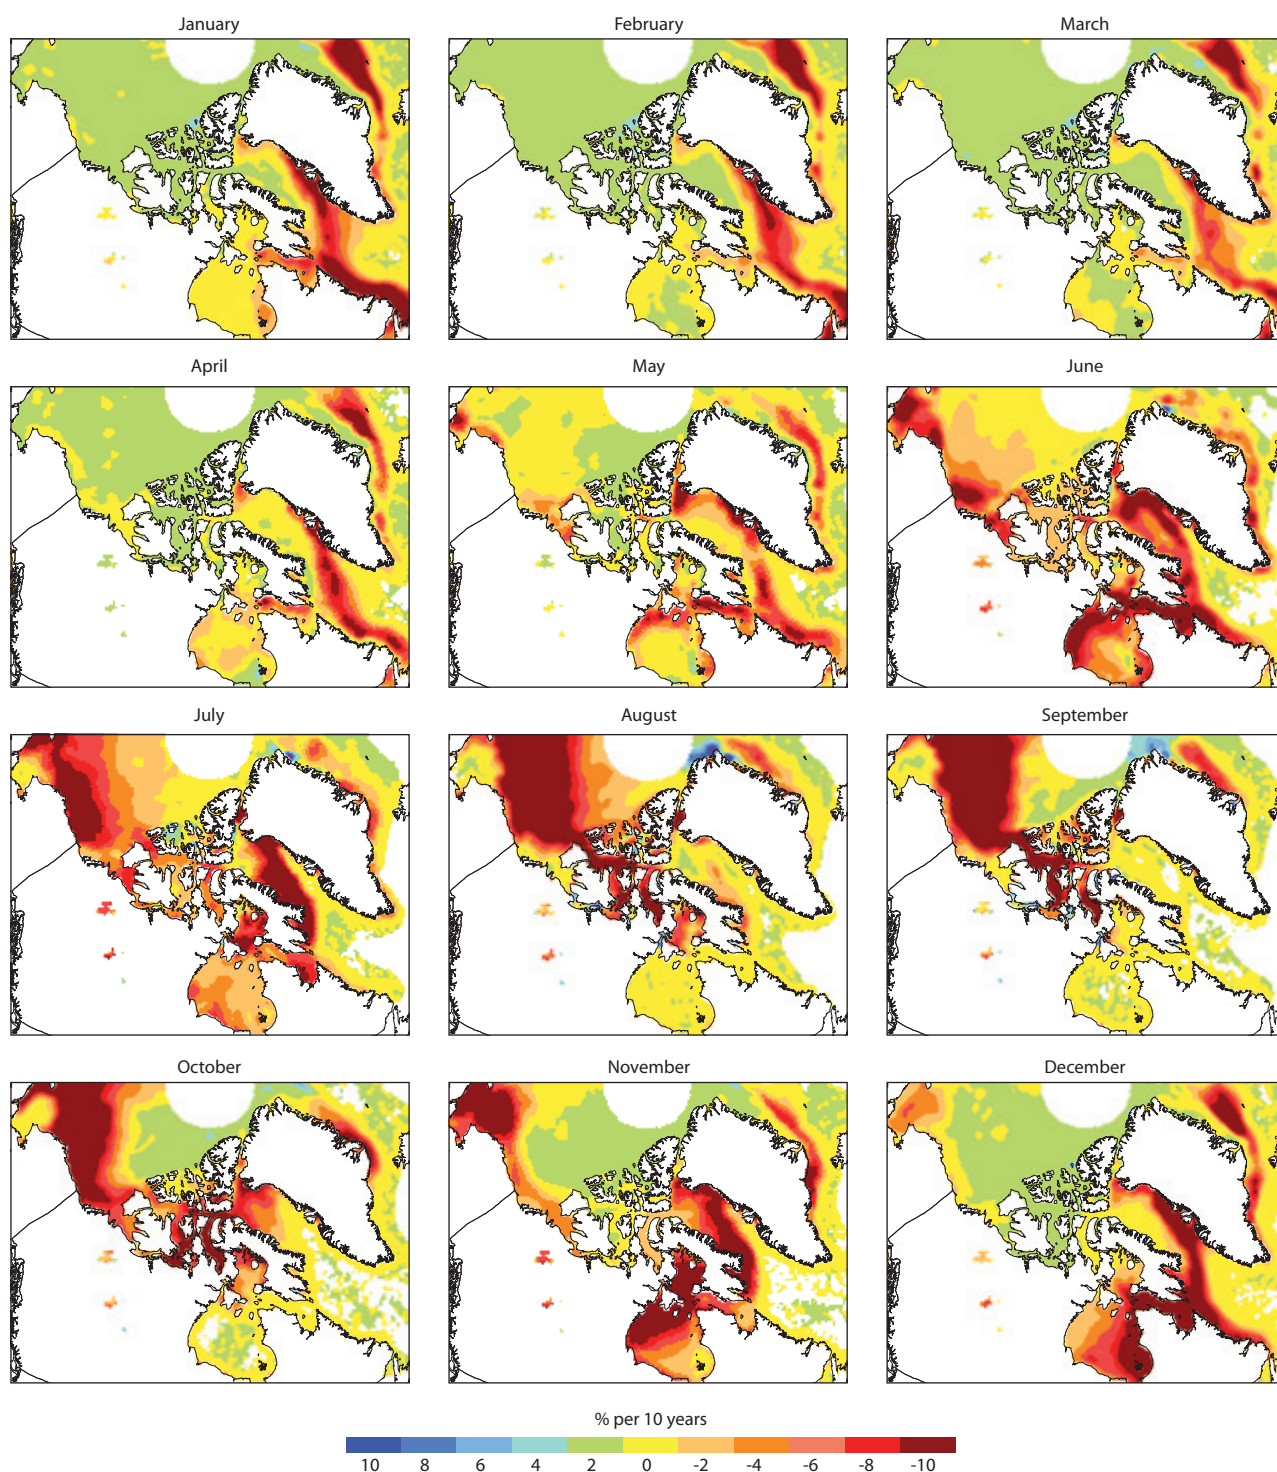 January February March
April May June
July August September
October November December
% per 10 years
10 8 6 4 2 0 -2 -4 -6 -8 -10